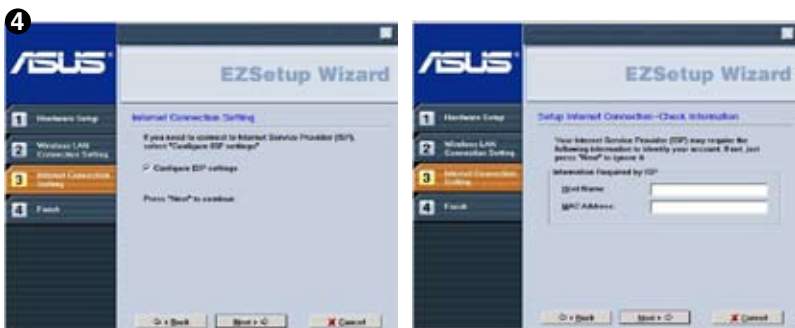 4
ASUS
EZSetup Wizard
1 Hardware Setup
2 Wireless LAN
Connection Setting
3 Internet Connection
Setting
4 Finish
Internet Connection Setting
If you need to connect to Internet Service Provider (ISP),
select "Configure ISP settings"
Configure ISP settings
Press "Next" to continue
< Back
Next >
Cancel
ASUS
EZSetup Wizard
1 Hardware Setup
2 Wireless LAN
Connection Setting
3 Internet Connection
Setting
4 Finish
Setup Internet Connection--Check Information
Your Internet Service Provider (ISP) may require the
following information to identify your account. If not, just
press "Next" to ignore it.
Information Required by ISP
Host Name:
MAC Address:
< Back
Next >
Cancel